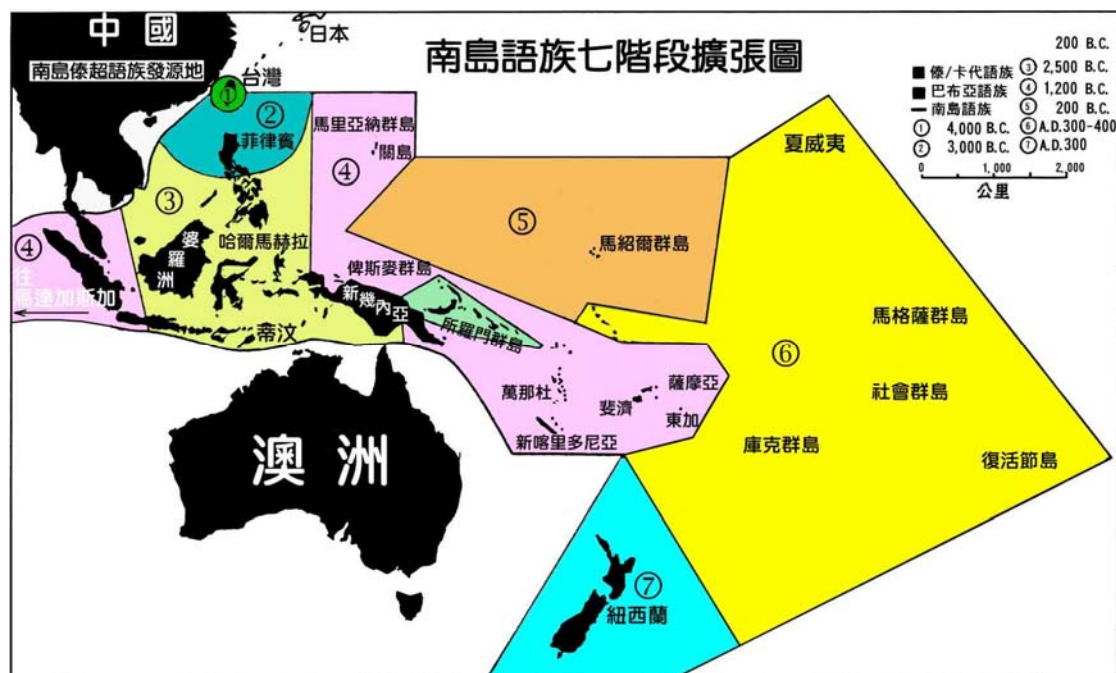 南島語族七階段擴張圖
中國
南島傣超語族發源地
日本
台灣
①
②
菲律賓
③
婆羅洲
哈爾馬赫拉
蒂汶
④
往
馬達加斯加
馬里亞納群島
關島
④
俾斯麥群島
新幾內亞
所羅門群島
萬那杜
新喀里多尼亞
斐濟
薩摩亞
東加
⑤
馬紹爾群島
⑥
夏威夷
馬格薩群島
社會群島
庫克群島
復活節島
⑦
紐西蘭
澳洲
200 B.C.
傣/卡代語族 ③ 2,500 B.C.
巴布亞語族 ④ 1,200 B.C.
南島語族 ⑤ 200 B.C.
① 4,000 B.C. ⑥ A.D.300-400
② 3,000 B.C. ⑦ A.D.300
0 1,000 2,000
公里